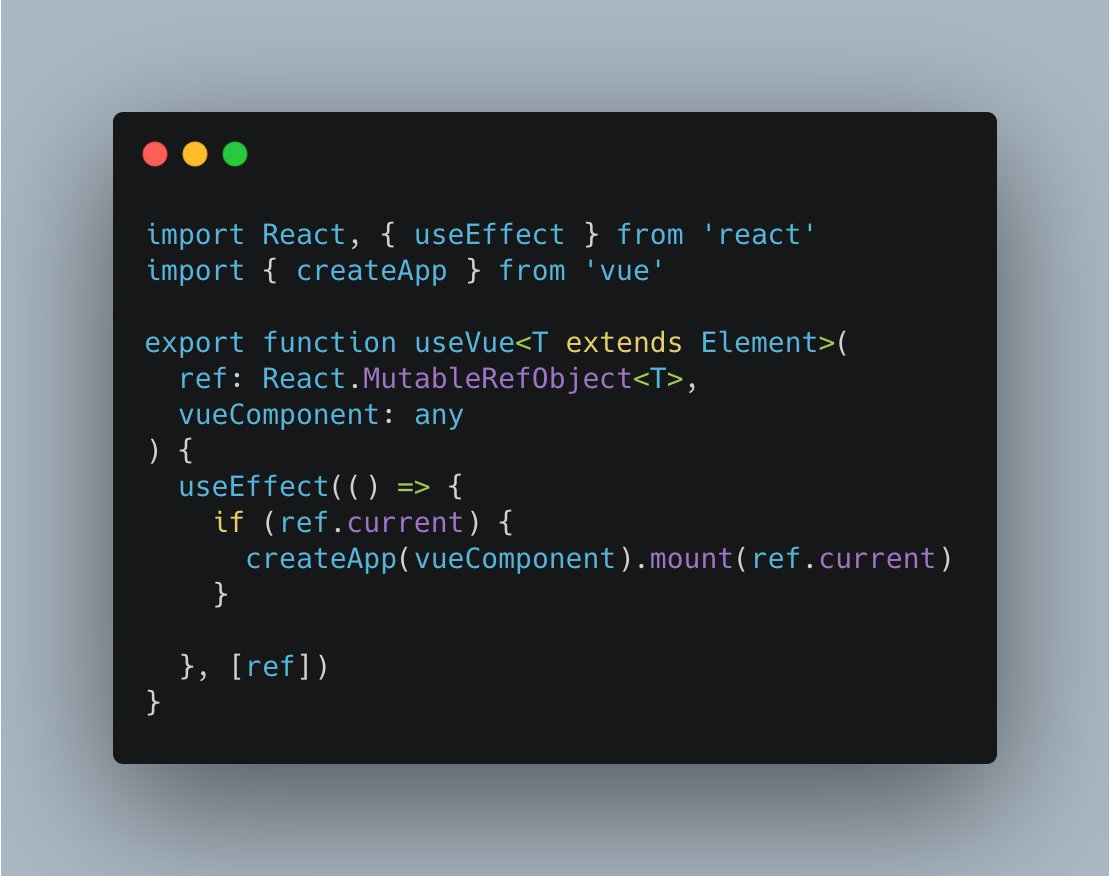 import React, { useEffect } from 'react'
import { createApp } from 'vue'
export function useVue<T extends Element>(
  ref: React.MutableRefObject<T>,
  vueComponent: any
) {
  useEffect(() => {
    if (ref.current) {
      createApp(vueComponent).mount(ref.current)
    }
  }, [ref])
}